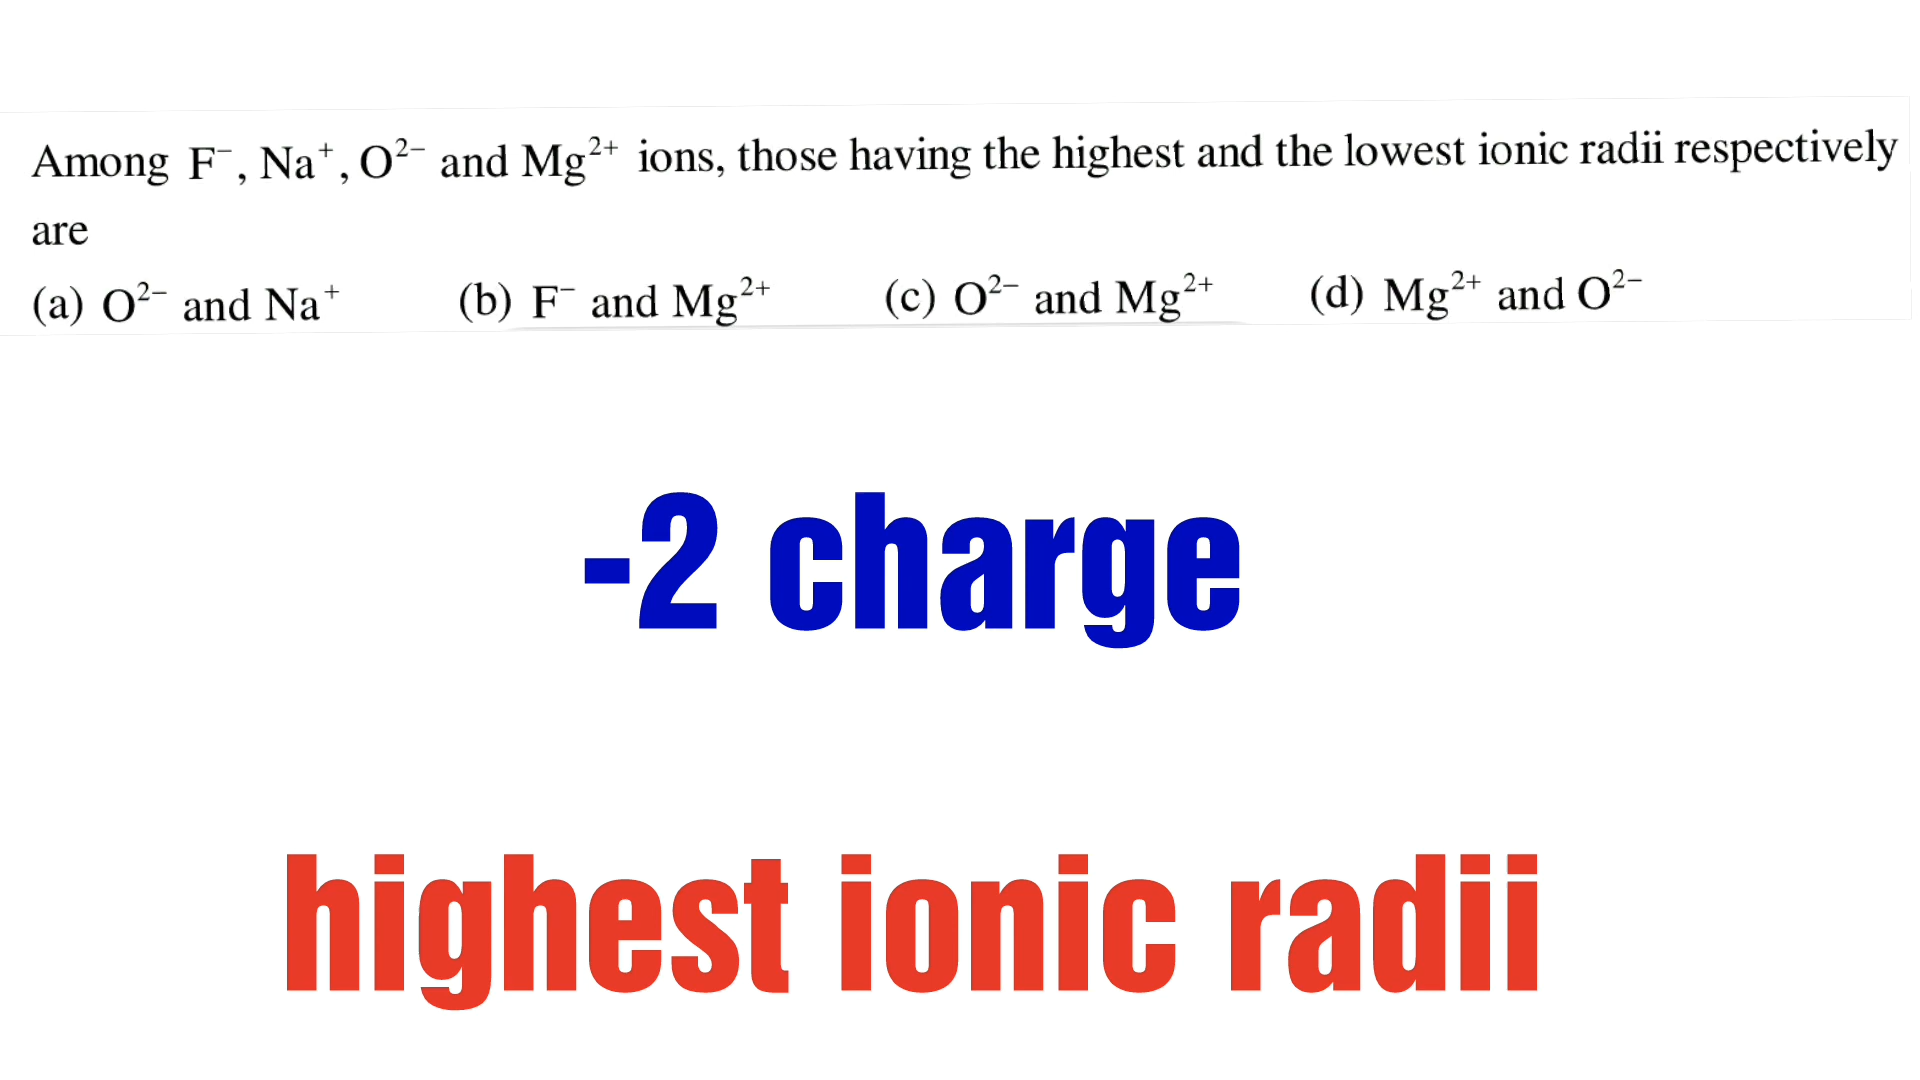 Among F⁻, Na⁺, O²⁻ and Mg²⁺ ions, those having the highest and the lowest ionic radii respectively
are
(a) O²⁻ and Na⁺ (b) F⁻ and Mg²⁺ (c) O²⁻ and Mg²⁺ (d) Mg²⁺ and O²⁻
-2 charge
highest ionic radii